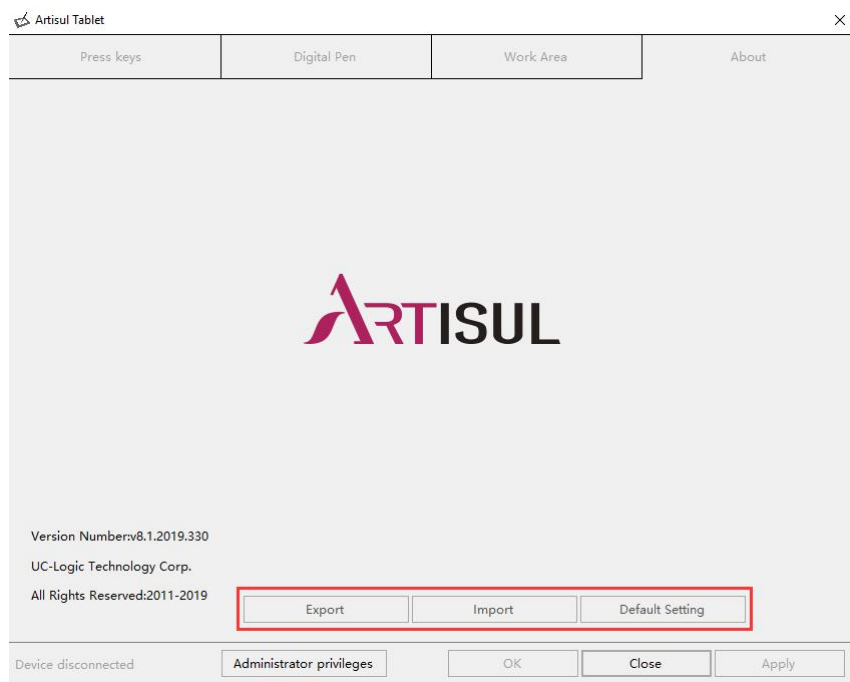 Artisul Tablet
Press keys Digital Pen Work Area About
ARTISUL
Version Number:v8.1.2019.330
UC-Logic Technology Corp.
All Rights Reserved:2011-2019
Export Import Default Setting
Device disconnected Administrator privileges OK Close Apply